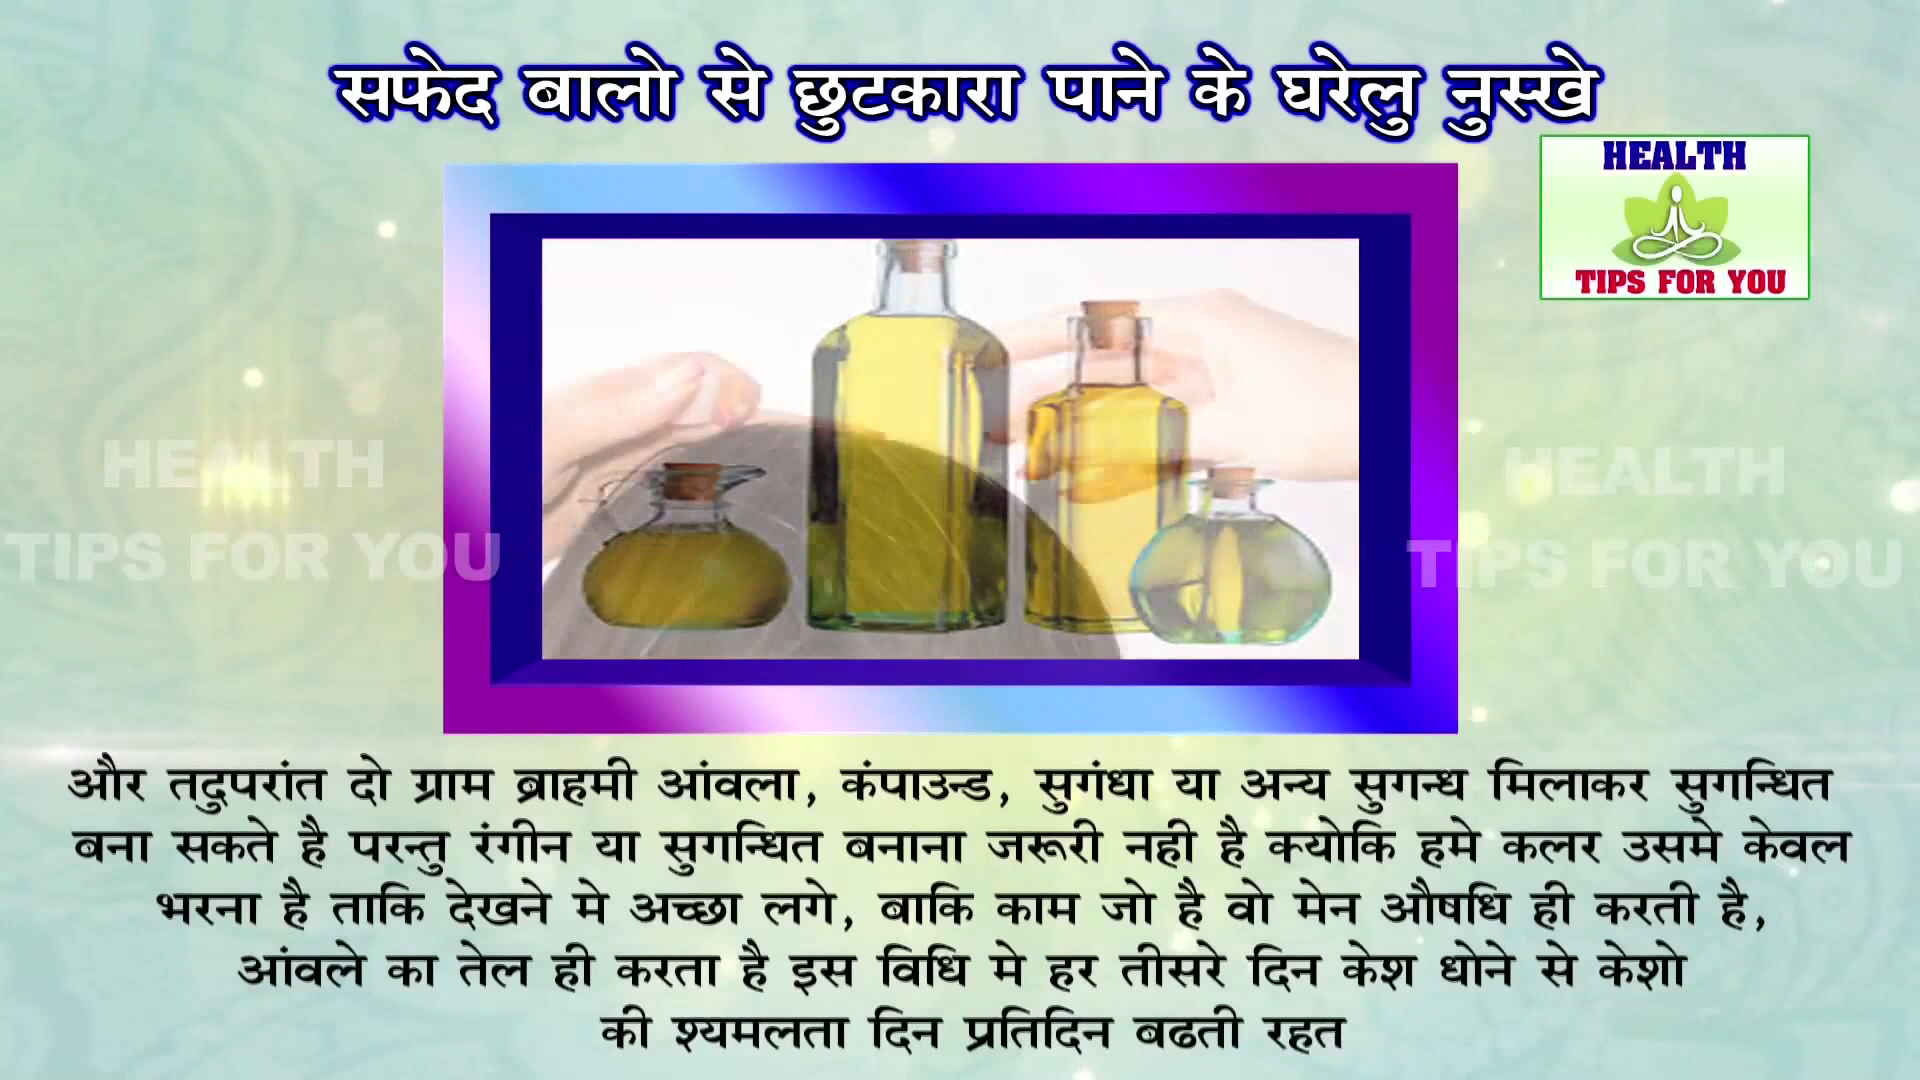 सफेद बालो से छुटकारा पाने के घरेलु नुस्खे
HEALTH
TIPS FOR YOU
HEALTH
TIPS FOR YOU
HEALTH
TIPS FOR YOU
और तदुपरांत दो ग्राम ब्राहमी आंवला, कंपाउन्ड, सुगंधा या अन्य सुगन्ध मिलाकर सुगन्धित
बना सकते है परन्तु रंगीन या सुगन्धित बनाना जरूरी नही है क्योकि हमे कलर उसमे केवल
भरना है ताकि देखने मे अच्छा लगे, बाकि काम जो है वो मेन औषधि ही करती है,
आंवले का तेल ही करता है इस विधि मे हर तीसरे दिन केश धोने से केशो
की श्यमलता दिन प्रतिदिन बढती रहत